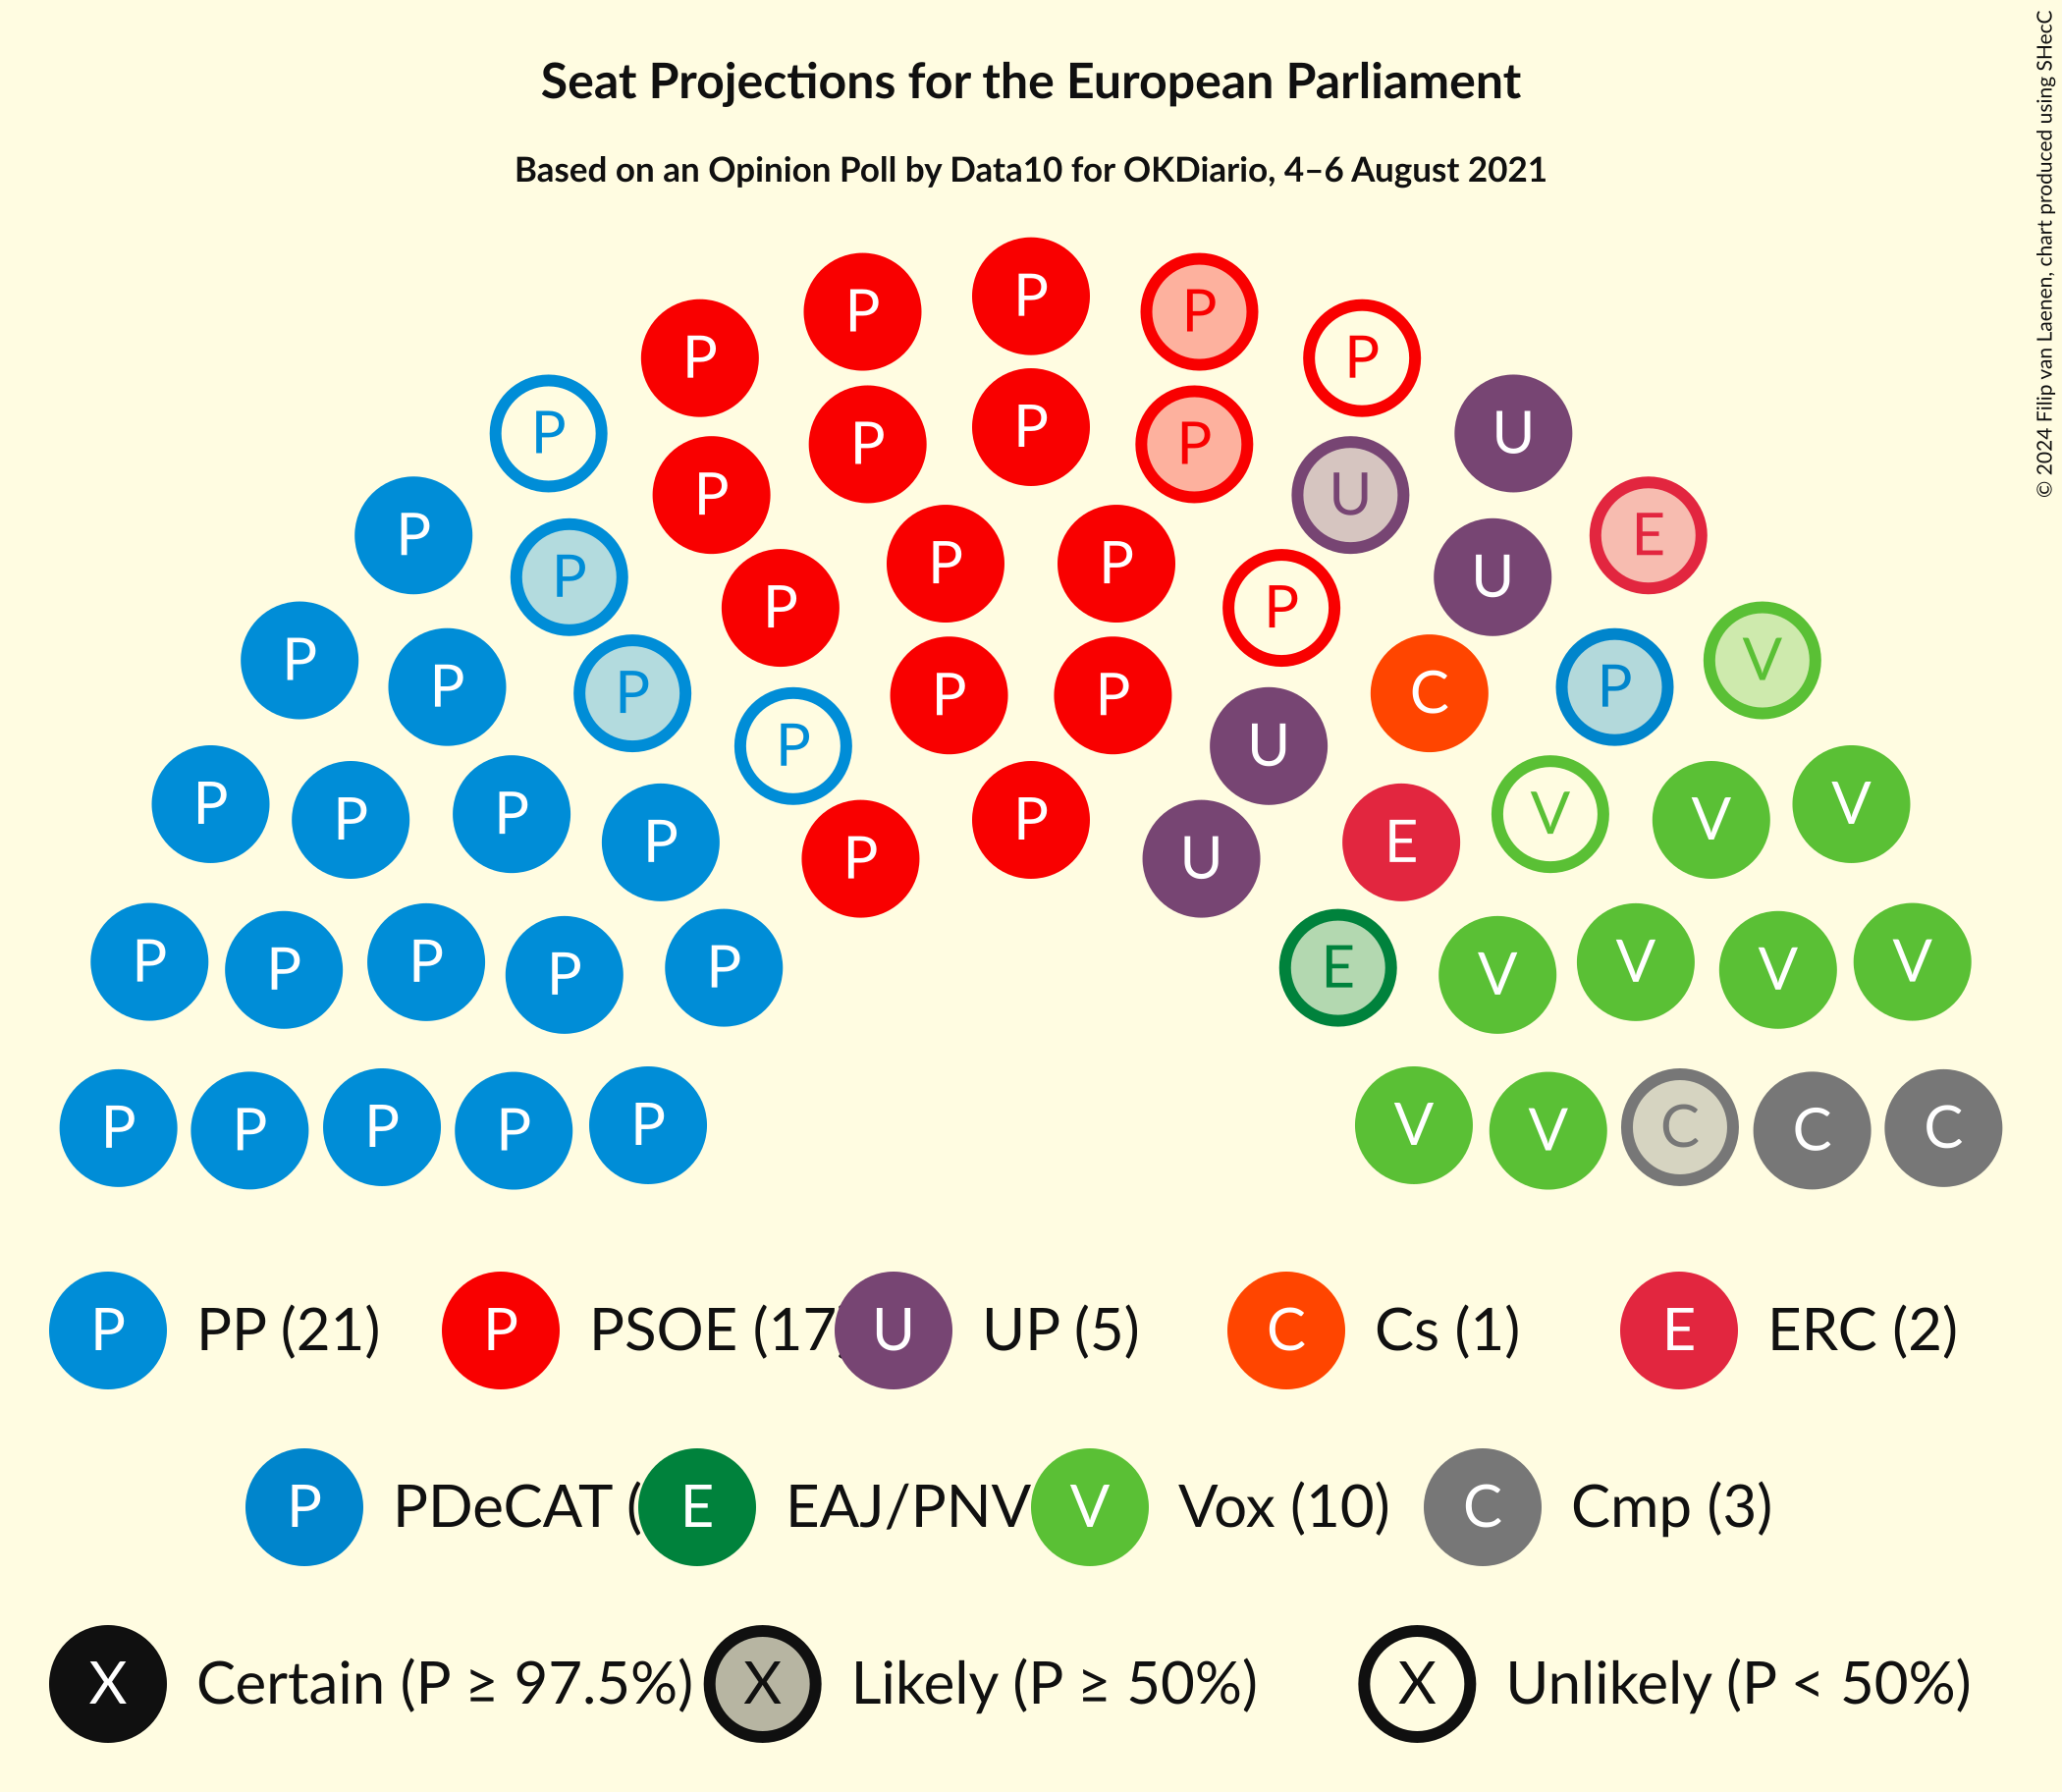 Seat Projections for the European Parliament
Based on an Opinion Poll by Data10 for OKDiario, 4–6 August 2021
© 2024 Filip van Laenen, chart produced using SHecC
P P P P P
P P P P P U
P P P P U E
P P P P U
P P P C P V
P P P P U
P P P P P P U E V V V
P P P P P E V V V V
P P P P P V V C C C
P PP (21) P PSOE (17 U UP (5) C Cs (1) E ERC (2)
P PDeCAT ( E EAJ/PNV V Vox (10) C Cmp (3)
X Certain (P ≥ 97.5%) X Likely (P ≥ 50%) X Unlikely (P < 50%)